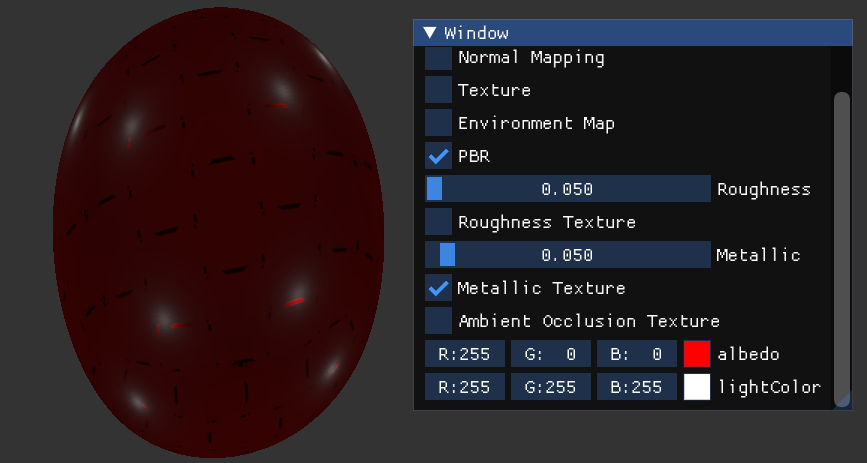 Window
Normal Mapping
Texture
Environment Map
PBR
0.050 Roughness
Roughness Texture
0.050 Metallic
Metallic Texture
Ambient Occlusion Texture
R:255 G: 0 B: 0 albedo
R:255 G:255 B:255 lightColor